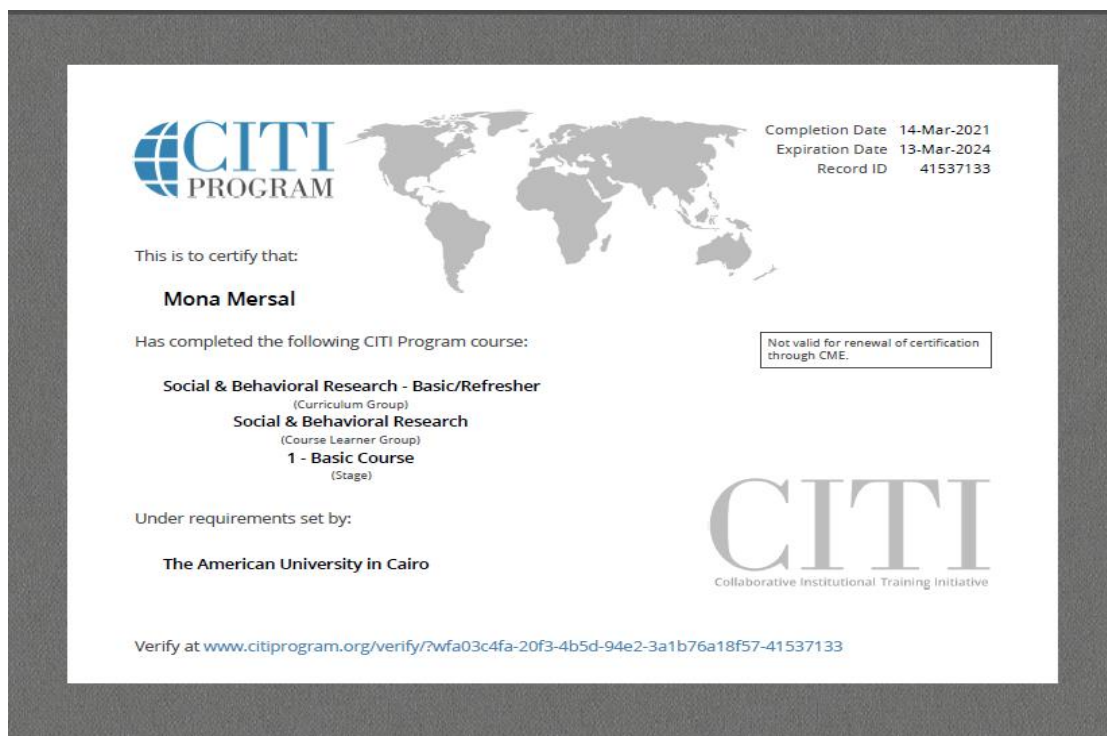 CITI
PROGRAM
Completion Date 14-Mar-2021
Expiration Date 13-Mar-2024
Record ID 41537133
This is to certify that:
Mona Mersal
Has completed the following CITI Program course:
Not valid for renewal of certification
through CME.
Social & Behavioral Research - Basic/Refresher
(Curriculum Group)
Social & Behavioral Research
(Course Learner Group)
1 - Basic Course
(Stage)
Under requirements set by:
The American University in Cairo
CITI
Collaborative Institutional Training Initiative
Verify at www.citiprogram.org/verify/?wfa03c4fa-20f3-4b5d-94e2-3a1b76a18f57-41537133